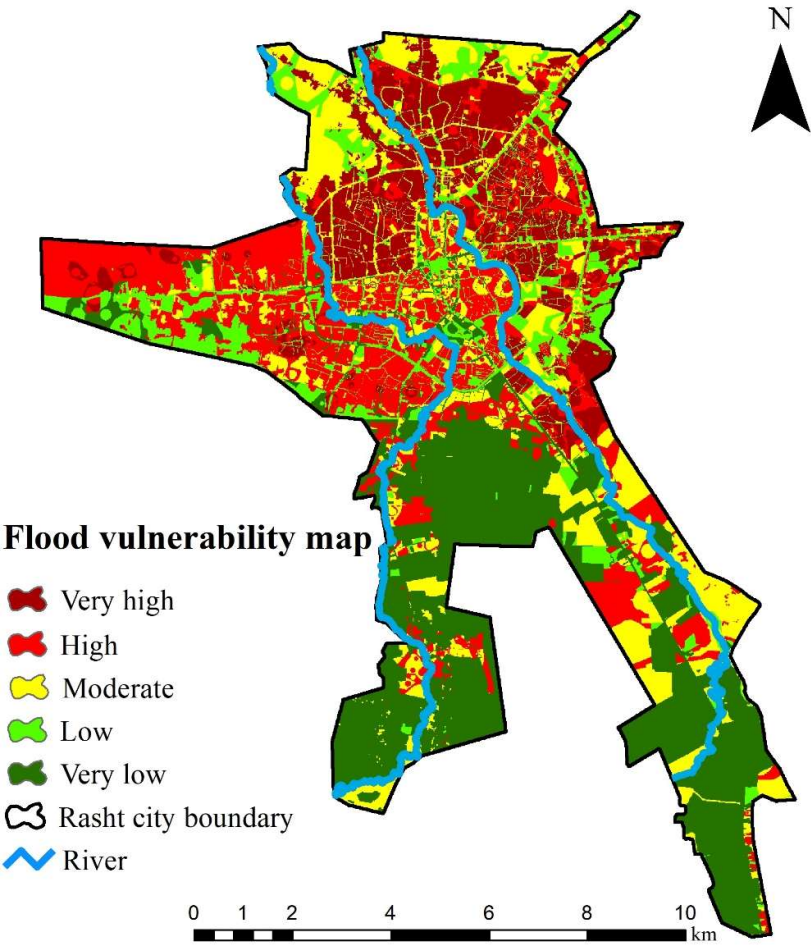 N
Flood vulnerability map
Very high
High
Moderate
Low
Very low
Rasht city boundary
River
0 1 2 4 6 8 10
km